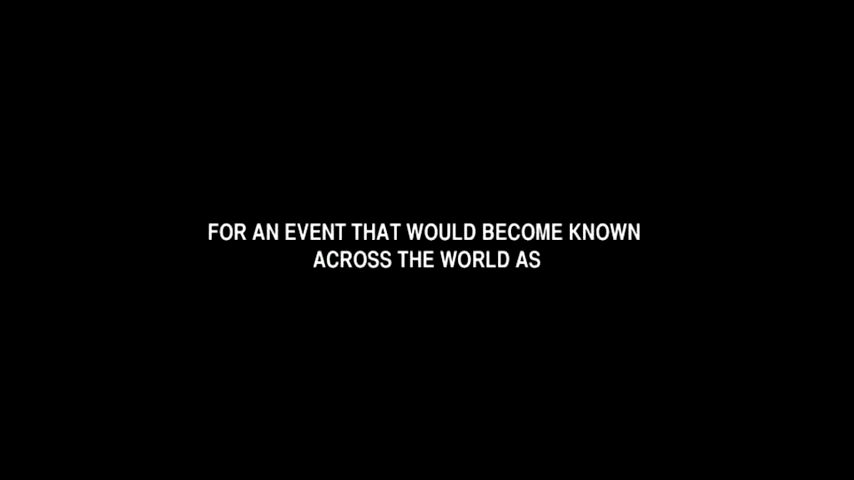 FOR AN EVENT THAT WOULD BECOME KNOWN
ACROSS THE WORLD AS